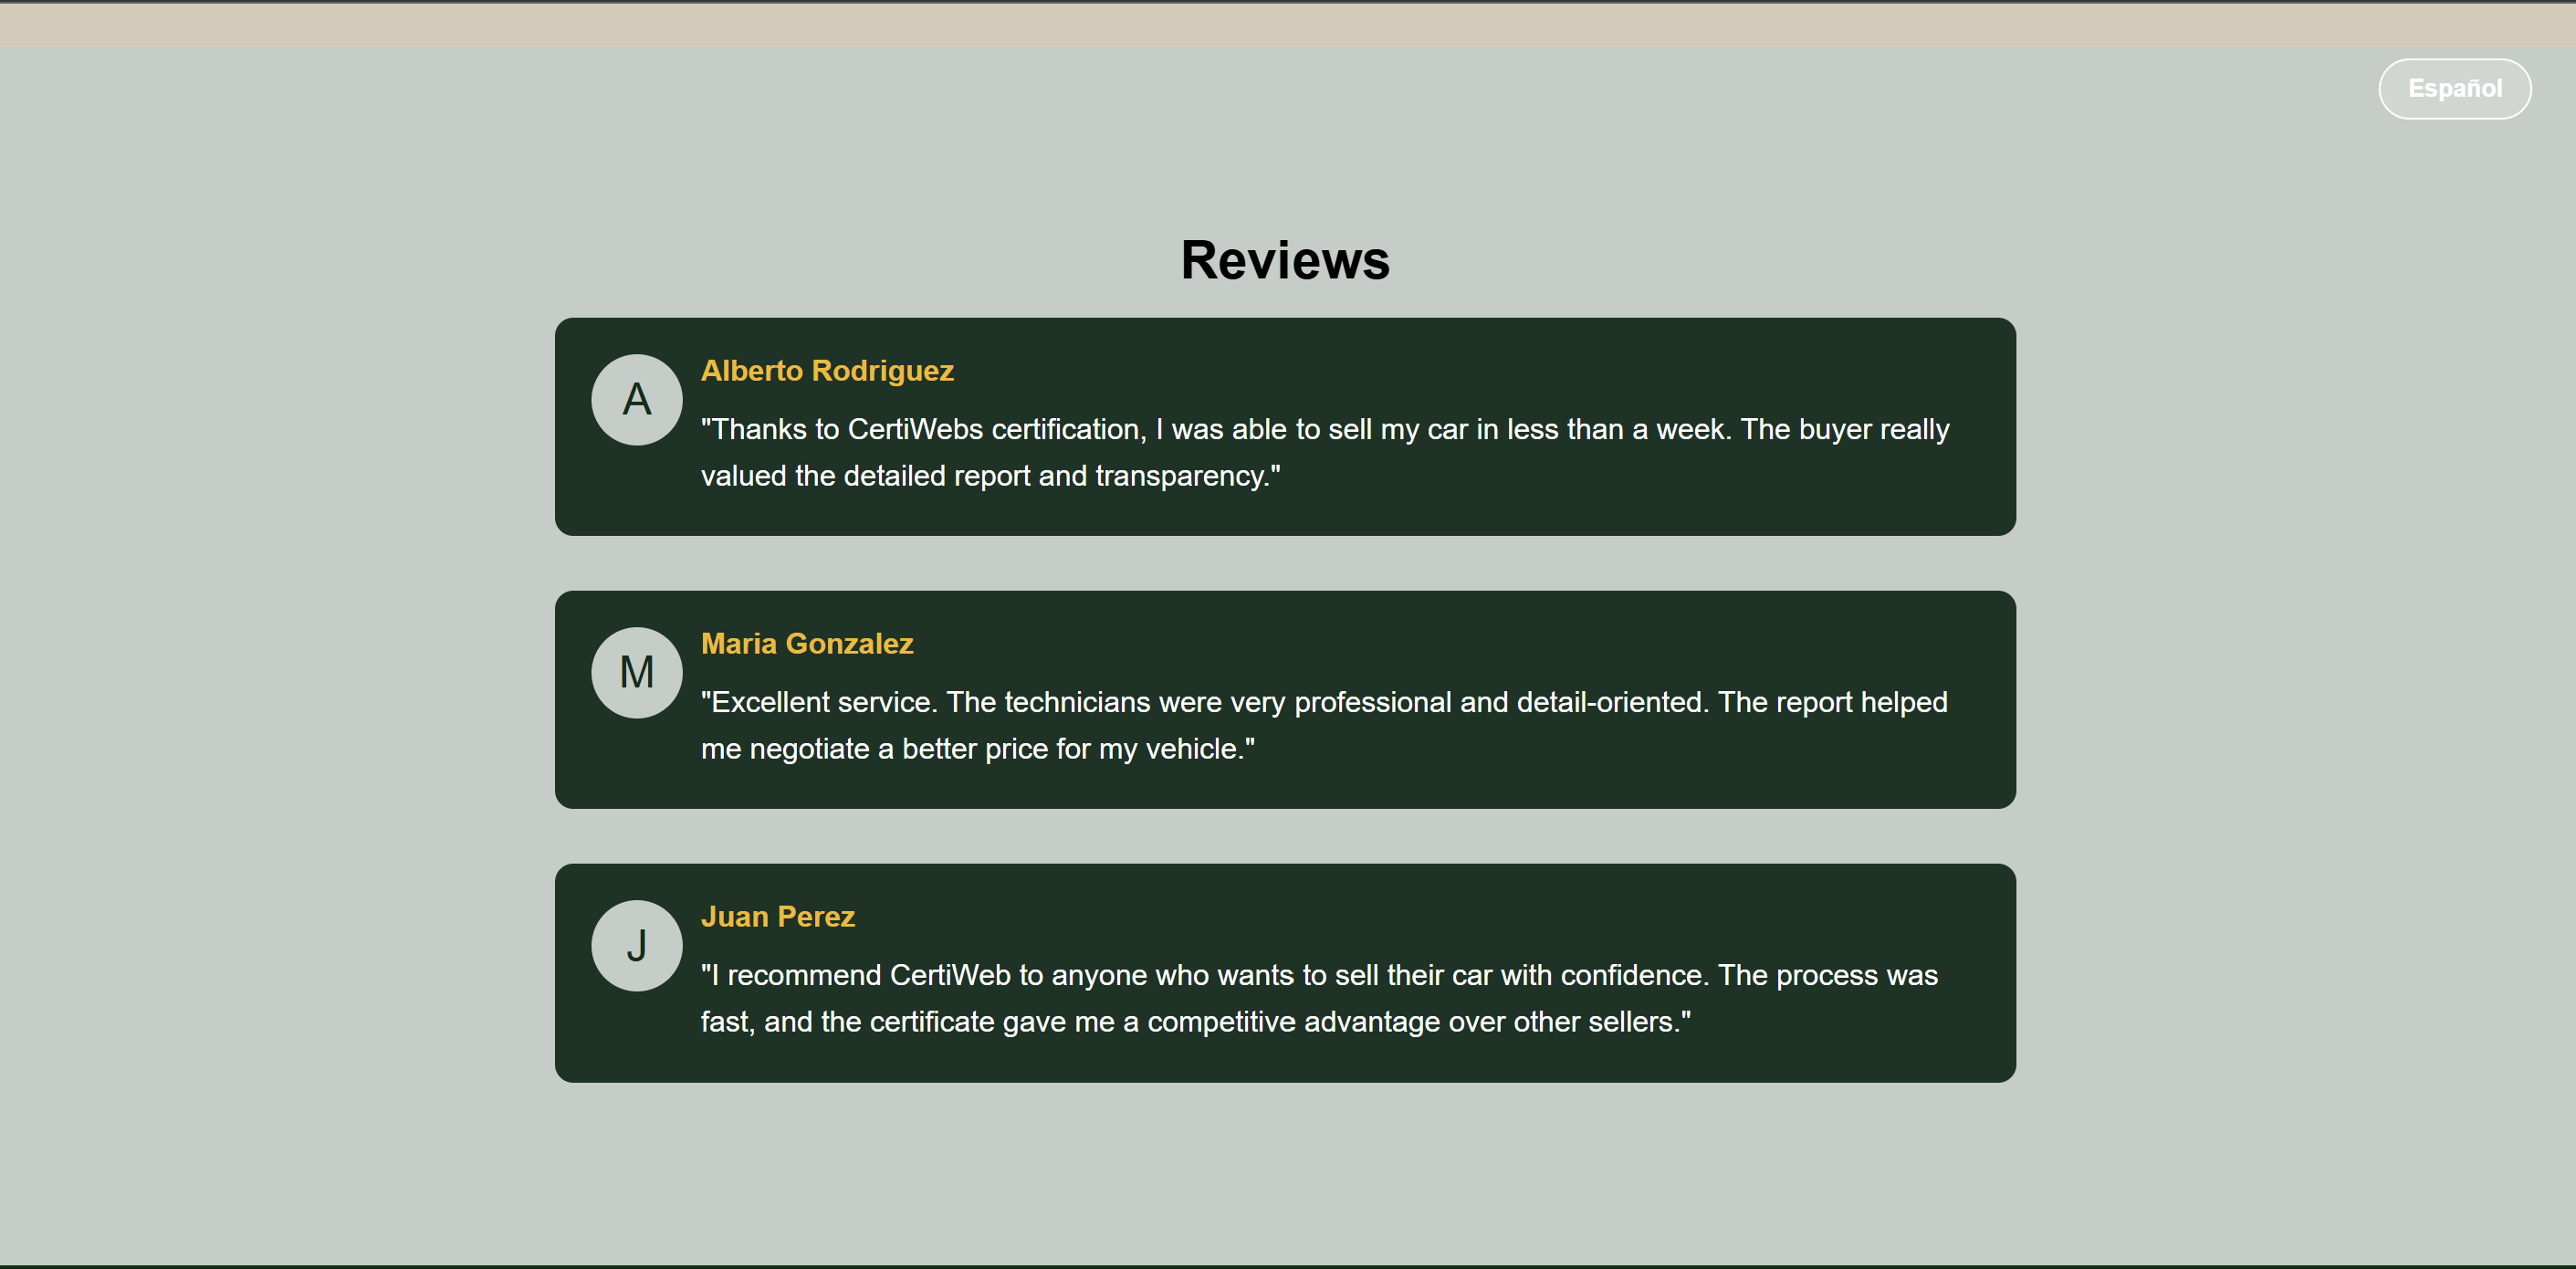 Español
Reviews
A
Alberto Rodriguez
"Thanks to CertiWebs certification, I was able to sell my car in less than a week. The buyer really
valued the detailed report and transparency."
M
Maria Gonzalez
"Excellent service. The technicians were very professional and detail-oriented. The report helped
me negotiate a better price for my vehicle."
J
Juan Perez
"I recommend CertiWeb to anyone who wants to sell their car with confidence. The process was
fast, and the certificate gave me a competitive advantage over other sellers."